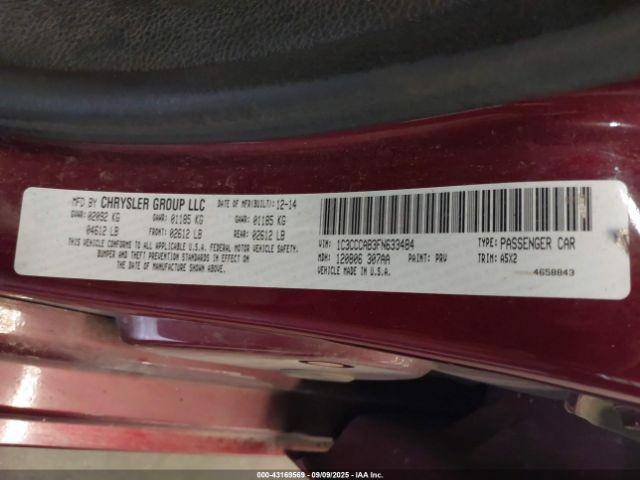 MFD BY CHRYSLER GROUP LLC DATE OF MFR(BUILT): 12-14
GVWR: 02092 KG GAWR: 01185 KG GAWR: 01185 KG
04612 LB FRONT: 02612 LB REAR: 02612 LB
THIS VEHICLE CONFORMS TO ALL APPLICABLE U.S.A. FEDERAL MOTOR VEHICLE SAFETY,
BUMPER AND THEFT PREVENTION STANDARDS IN EFFECT ON
THE DATE OF MANUFACTURE SHOWN ABOVE.
VIN: 1C3CCCAB3FN633484 TYPE: PASSENGER CAR
MDH: 120806 307AA PAINT: PRV TRIM: A5X2
VEHICLE MADE IN U.S.A. 4658843
000-43169569 | 09/09/2025 - IAA Inc.